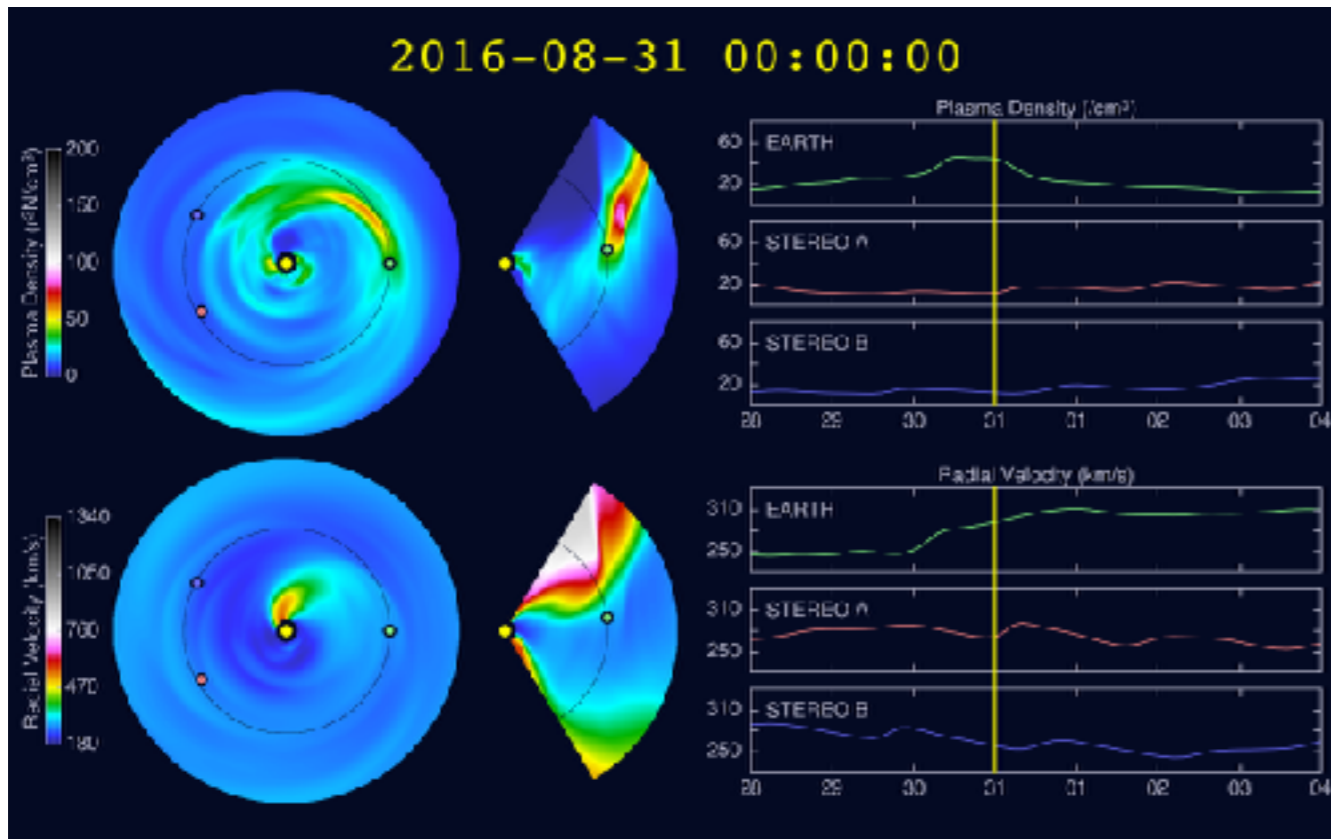 2016-08-31 00:00:00
Plasma Density (r²N/cm³)
200
150
100
50
0
Plasma Density (/cm³)
EARTH
60
20
STEREO A
60
20
STEREO B
60
20
28 29 30 31 01 02 03 04
Radial Velocity (km/s)
1340
1050
760
470
180
Radial Velocity (km/s)
EARTH
310
250
STEREO A
310
250
STEREO B
310
250
28 29 30 31 01 02 03 04